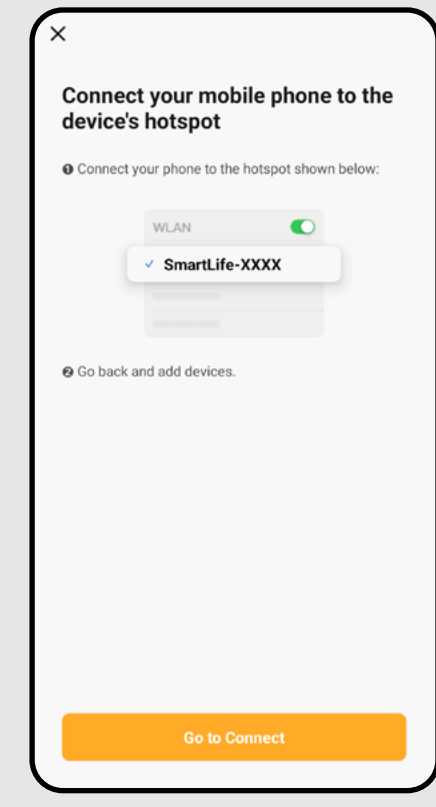 Connect your mobile phone to the
device's hotspot
❶ Connect your phone to the hotspot shown below:
WLAN
SmartLife-XXXX
❷ Go back and add devices.
Go to Connect